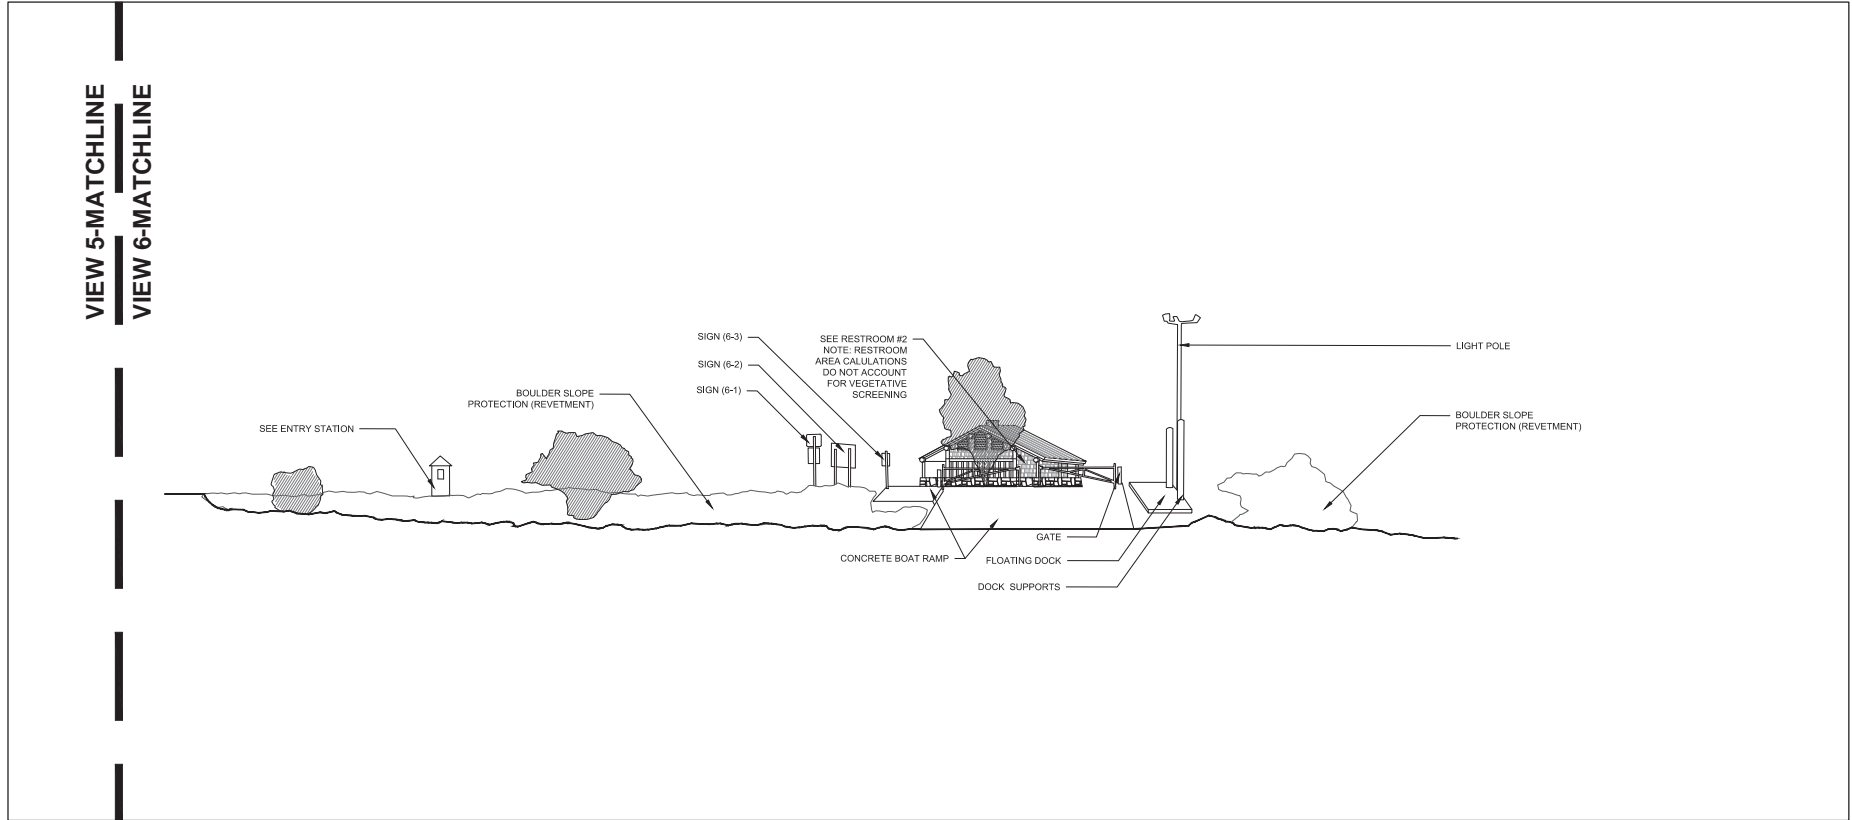 VIEW 5-MATCHLINE
VIEW 6-MATCHLINE
SIGN (6-3)
SIGN (6-2)
SIGN (6-1)
SEE RESTROOM #2
NOTE: RESTROOM
AREA CALULATIONS
DO NOT ACCOUNT
FOR VEGETATIVE
SCREENING
LIGHT POLE
BOULDER SLOPE
PROTECTION (REVETMENT)
SEE ENTRY STATION
BOULDER SLOPE
PROTECTION (REVETMENT)
CONCRETE BOAT RAMP
GATE
FLOATING DOCK
DOCK SUPPORTS